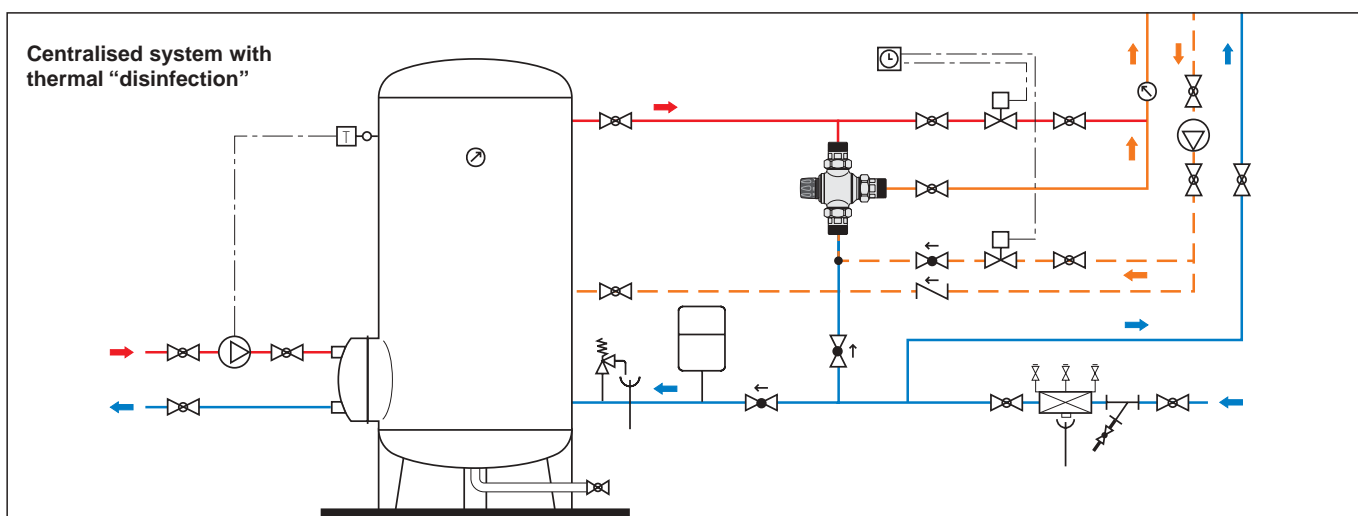 Centralised system with
thermal “disinfection”
T